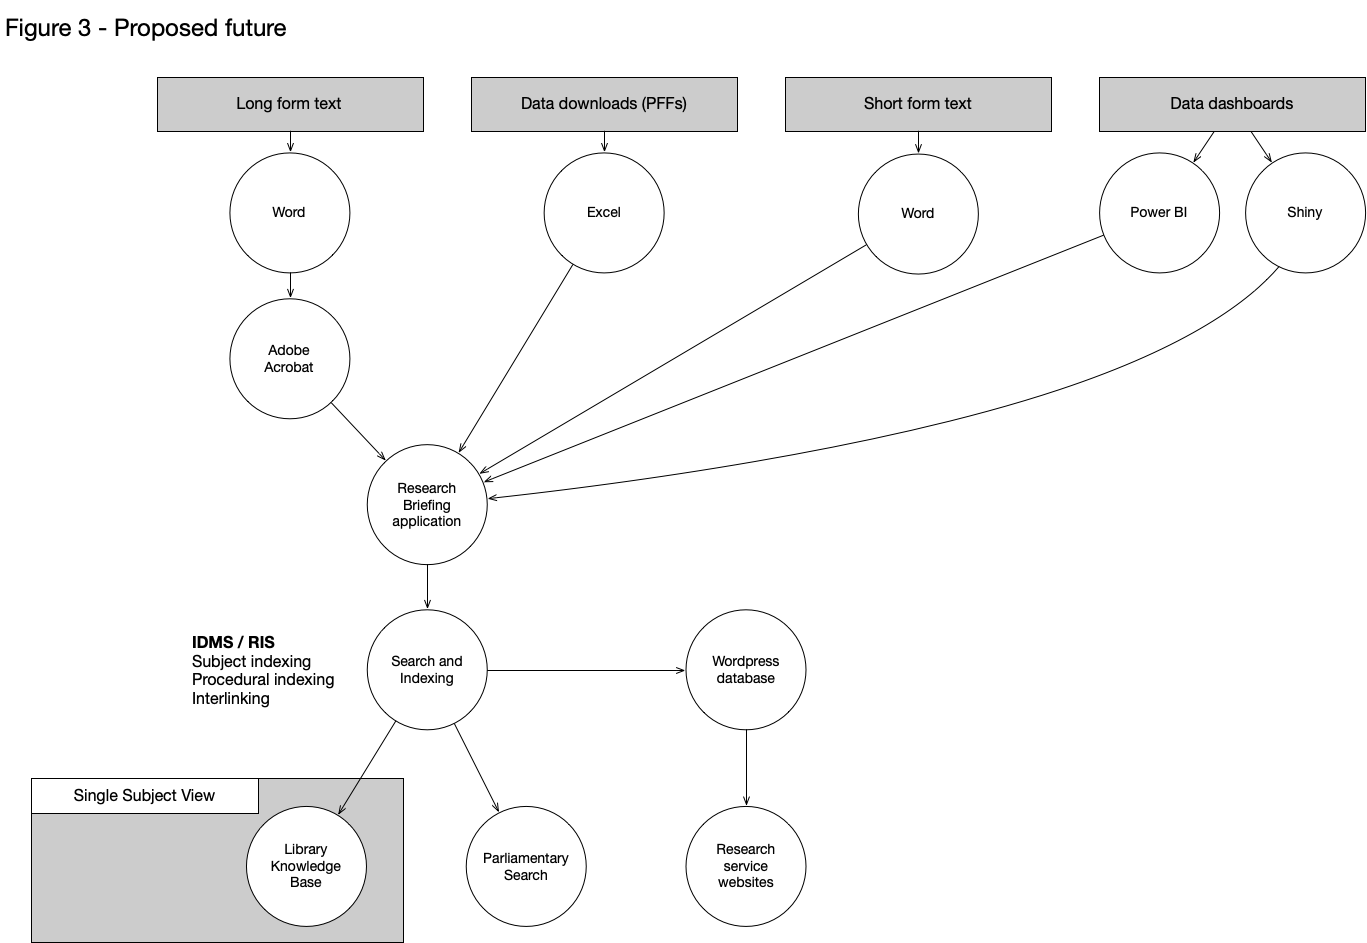 Figure 3 - Proposed future
Long form text
Data downloads (PFFs)
Short form text
Data dashboards
Word
Excel
Word
Power BI
Shiny
Adobe
Acrobat
Research
Briefing
application
IDMS / RIS
Subject indexing
Procedural indexing
Interlinking
Search and
Indexing
Wordpress
database
Single Subject View
Library
Knowledge
Base
Parliamentary
Search
Research
service
websites